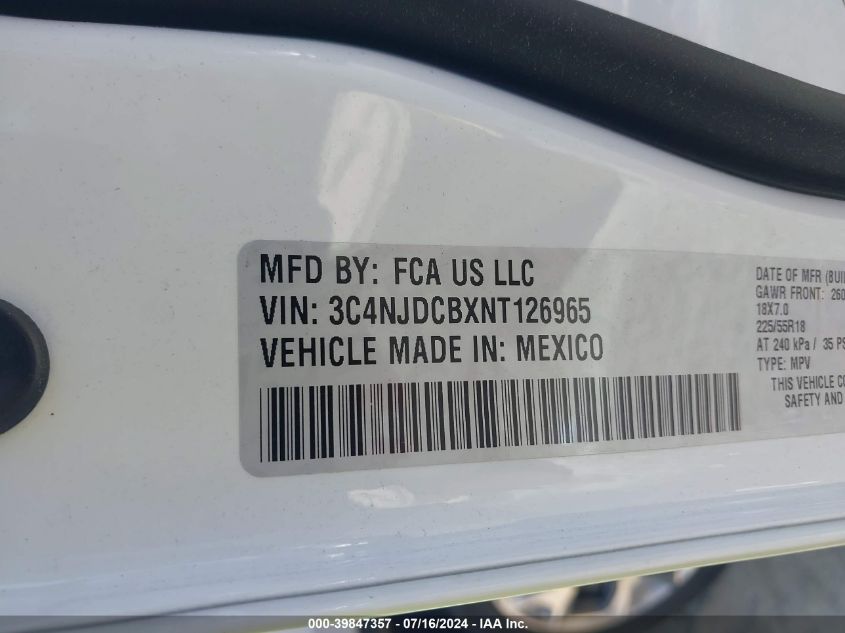 MFD BY: FCA US LLC
VIN: 3C4NJDCBXNT126965
VEHICLE MADE IN: MEXICO
DATE OF MFR (BUI
GAWR FRONT: 260
18X7.0
225/55R18
AT 240 kPa / 35 PS
TYPE: MPV
THIS VEHICLE CO
SAFETY AND
000-39847357 - 07/16/2024 - IAA Inc.